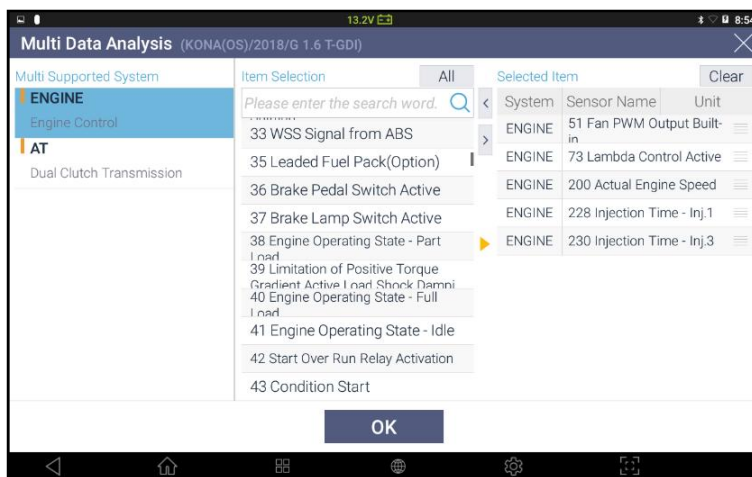 13.2V
8:54
Multi Data Analysis (KONA(OS)/2018/G 1.6 T-GDI)
Multi Supported System
ENGINE
Engine Control
AT
Dual Clutch Transmission
Item Selection
All
Please enter the search word.
33 WSS Signal from ABS
35 Leaded Fuel Pack(Option)
36 Brake Pedal Switch Active
37 Brake Lamp Switch Active
38 Engine Operating State - Part
Load
39 Limitation of Positive Torque
Gradient Active Load Shock Dampi
40 Engine Operating State - Full
Load
41 Engine Operating State - Idle
42 Start Over Run Relay Activation
43 Condition Start
< 
>
Selected Item
Clear
System Sensor Name Unit
ENGINE 51 Fan PWM Output Built-
in
ENGINE 73 Lambda Control Active
ENGINE 200 Actual Engine Speed
ENGINE 228 Injection Time - Inj.1
ENGINE 230 Injection Time - Inj.3
OK